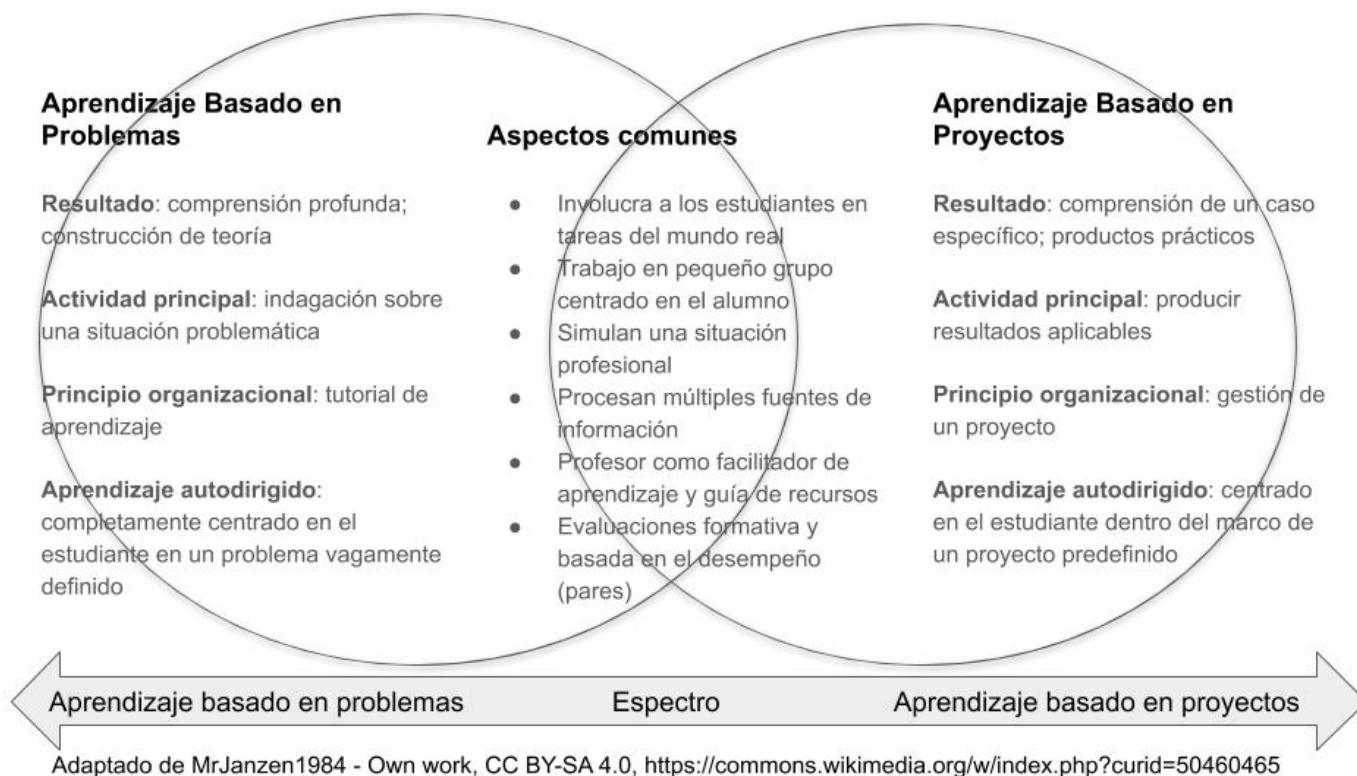 Aprendizaje Basado en
Problemas
Resultado: comprensión profunda;
construcción de teoría
Actividad principal: indagación sobre
una situación problemática
Principio organizacional: tutorial de
aprendizaje
Aprendizaje autodirigido:
completamente centrado en el
estudiante en un problema vagamente
definido
Aspectos comunes
● Involucra a los estudiantes en
tareas del mundo real
● Trabajo en pequeño grupo
centrado en el alumno
● Simulan una situación
profesional
● Procesan múltiples fuentes de
información
● Profesor como facilitador de
aprendizaje y guía de recursos
● Evaluaciones formativa y
basada en el desempeño
(pares)
Aprendizaje Basado en
Proyectos
Resultado: comprensión de un caso
específico; productos prácticos
Actividad principal: producir
resultados aplicables
Principio organizacional: gestión de
un proyecto
Aprendizaje autodirigido: centrado
en el estudiante dentro del marco de
un proyecto predefinido
Aprendizaje basado en problemas Espectro Aprendizaje basado en proyectos
Adaptado de MrJanzen1984 - Own work, CC BY-SA 4.0, https://commons.wikimedia.org/w/index.php?curid=50460465